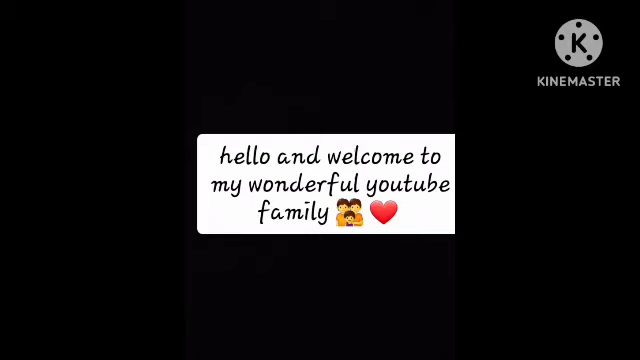 KINEMASTER
hello and welcome to
my wonderful youtube
family 👨‍👩‍👦 ❤️